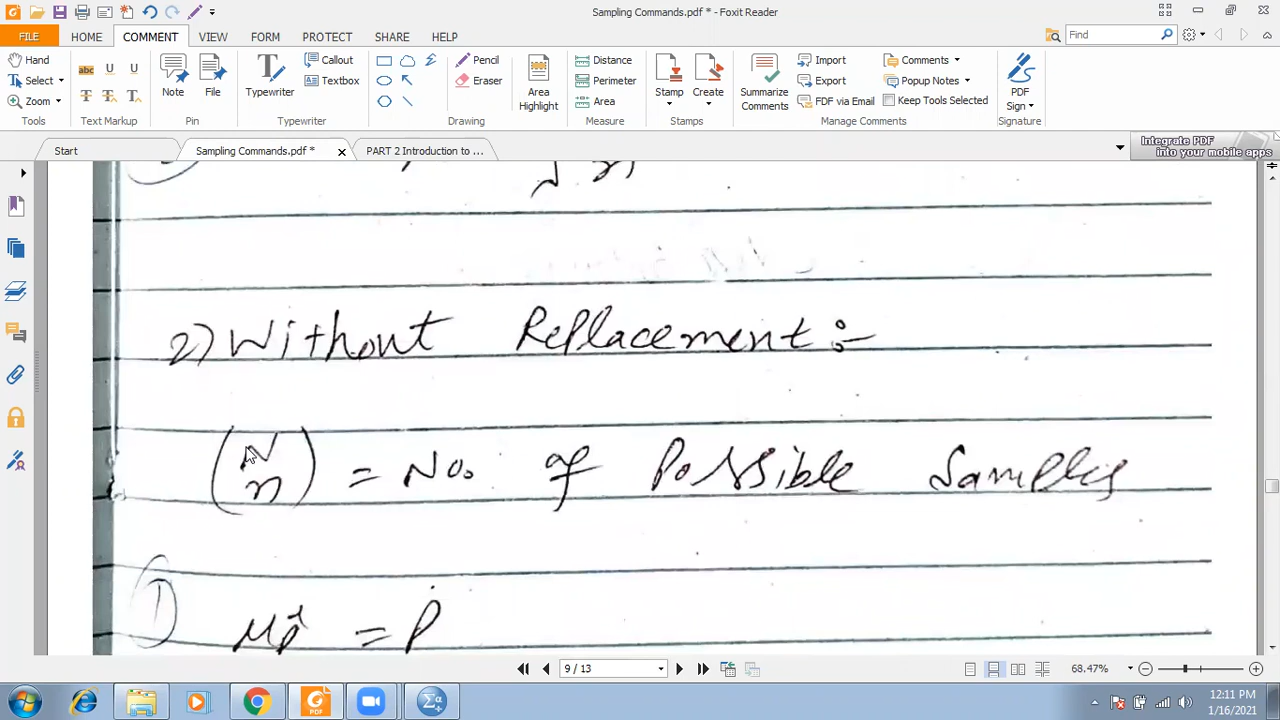 Sampling Commands.pdf * - Foxit Reader
FILE HOME COMMENT VIEW FORM PROTECT SHARE HELP
Find
Hand
Select
Zoom
Tools
Text Markup
Note
File
Pin
Typewriter
Callout
Textbox
Typewriter
Pencil
Eraser
Drawing
Area Highlight
Distance
Perimeter
Area
Measure
Stamp
Create
Stamps
Summarize Comments
Import
Export
FDF via Email
Comments
Popup Notes
Keep Tools Selected
Manage Comments
PDF Sign
Signature
Start
Sampling Commands.pdf *
PART 2 Introduction to ...
Integrate PDF
into your mobile apps
√n
2) Without Replacement :-
(N n) = No. of Possible Samples
① μp̂ = P
9 / 13
68.47%
12:11 PM
1/16/2021